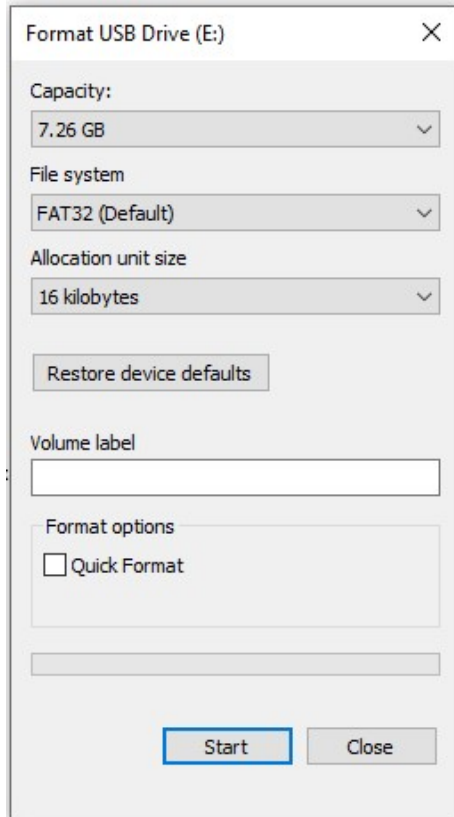 Format USB Drive (E:)
Capacity:
7.26 GB
File system
FAT32 (Default)
Allocation unit size
16 kilobytes
Restore device defaults
Volume label
Format options
Quick Format
Start Close